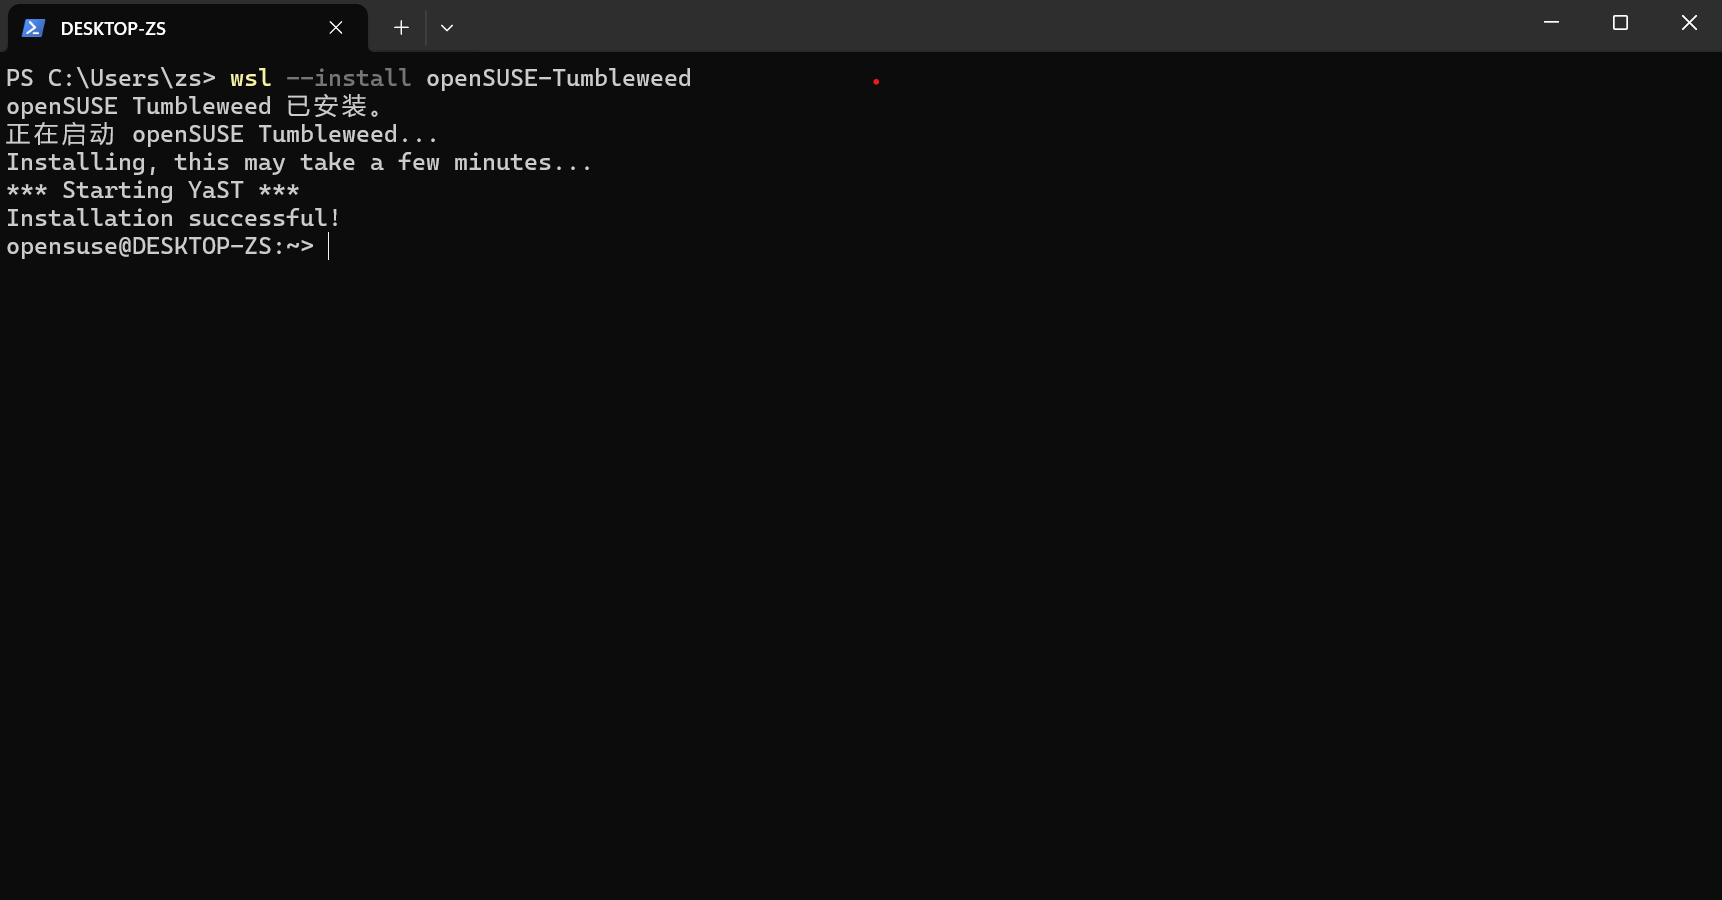 DESKTOP-ZS
PS C:\Users\zs> wsl --install openSUSE-Tumbleweed
openSUSE Tumbleweed 已安装。
正在启动 openSUSE Tumbleweed...
Installing, this may take a few minutes...
*** Starting YaST ***
Installation successful!
opensuse@DESKTOP-ZS:~>